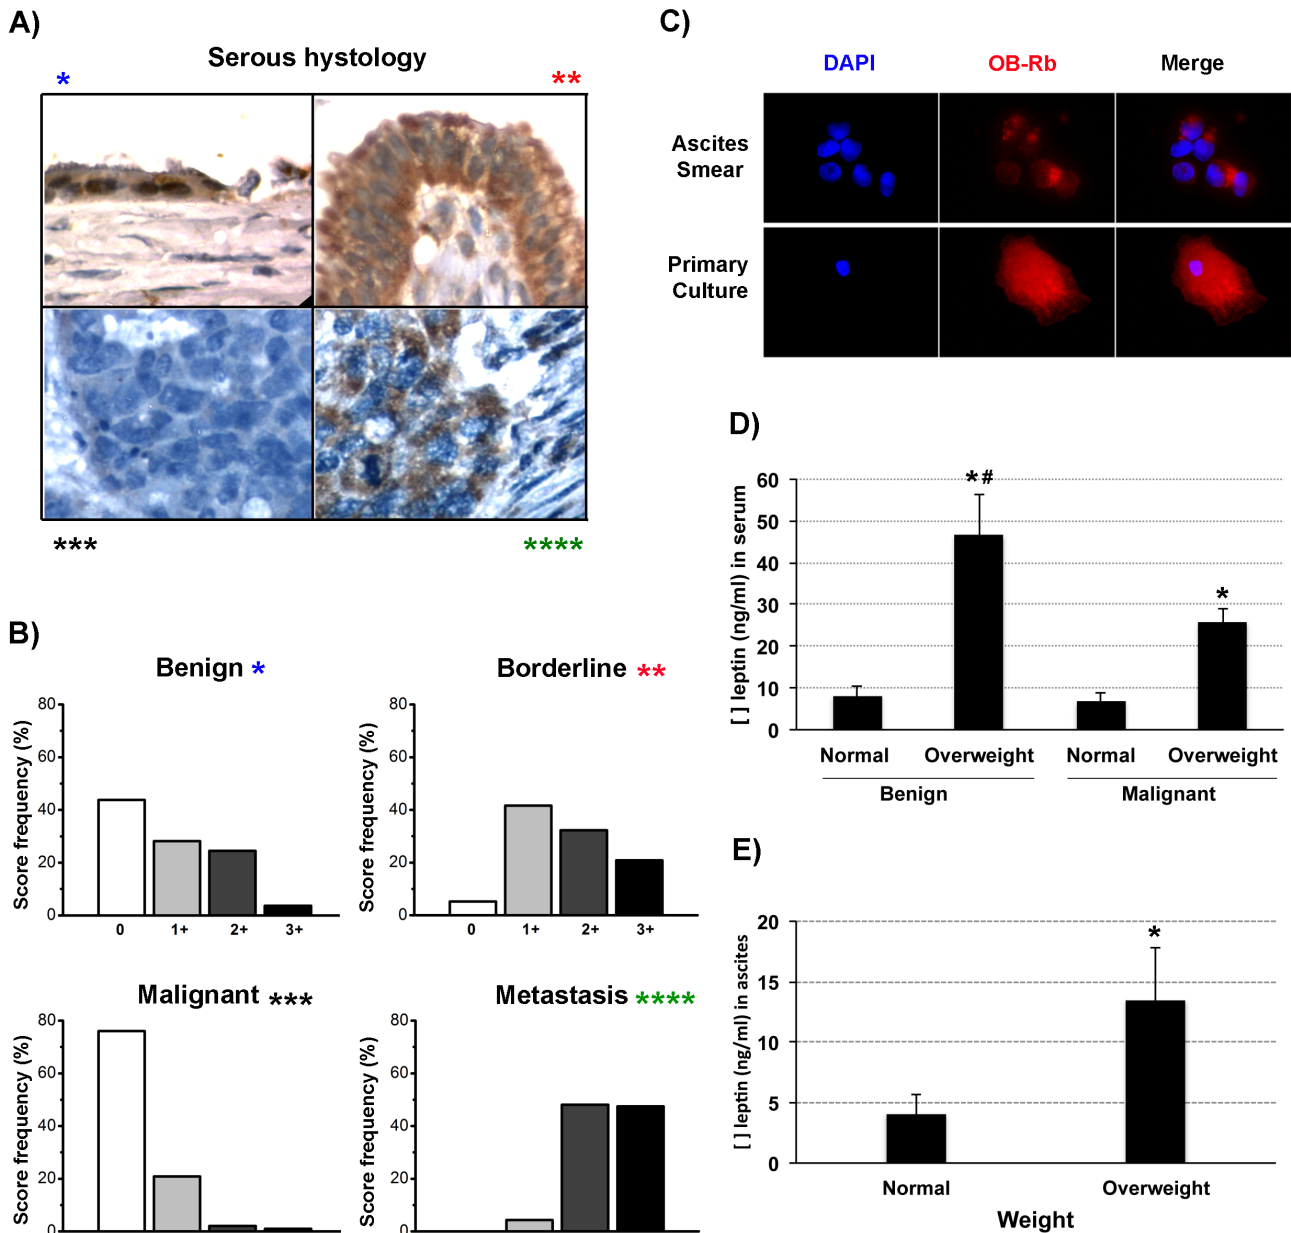 A)
Serous hystology
*
**
***
****
B)
Benign *
Score frequency (%)
80
60
40
20
0
0 1+ 2+ 3+
Borderline **
Score frequency (%)
80
60
40
20
0
0 1+ 2+ 3+
Malignant ***
Score frequency (%)
80
60
40
20
0
Metastasis ****
Score frequency (%)
80
60
40
20
0
C)
DAPI OB-Rb Merge
Ascites
Smear
Primary
Culture
D)
[ ] leptin (ng/ml) in serum
60
50
40
30
20
10
0
*#
*
Normal Overweight Normal Overweight
Benign Malignant
E)
[ ] leptin (ng/ml) in ascites
20
15
10
5
0
*
Normal Overweight
Weight